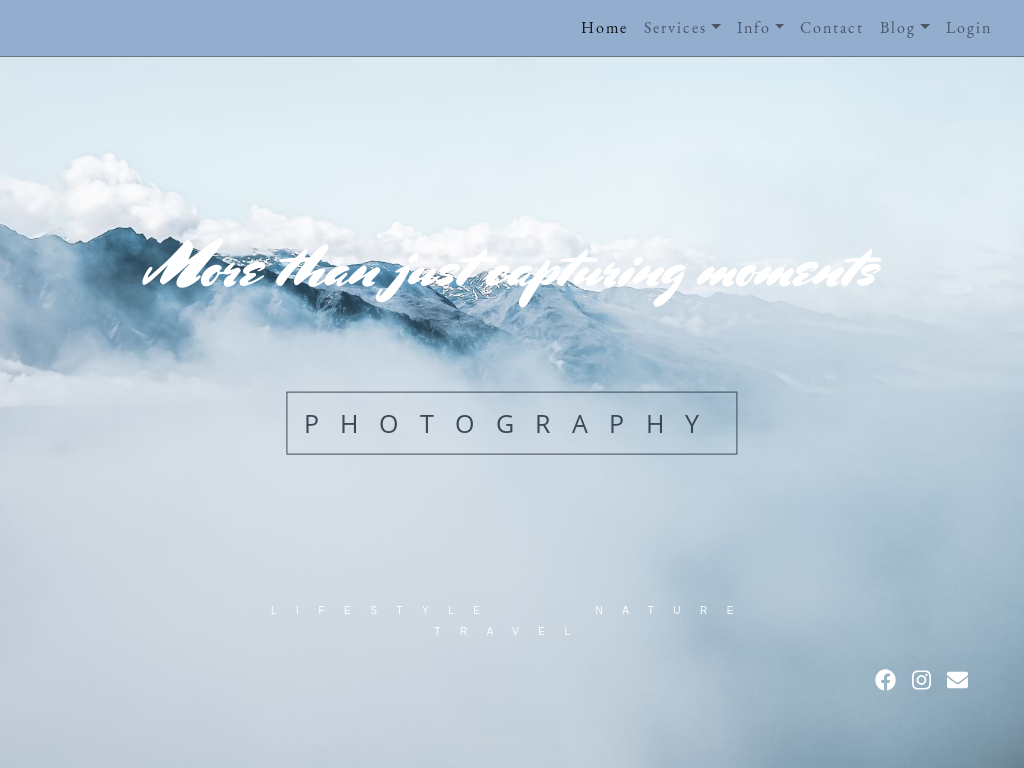 Home Services Info Contact Blog Login
More than just capturing moments
PHOTOGRAPHY
LIFESTYLE NATURE
TRAVEL